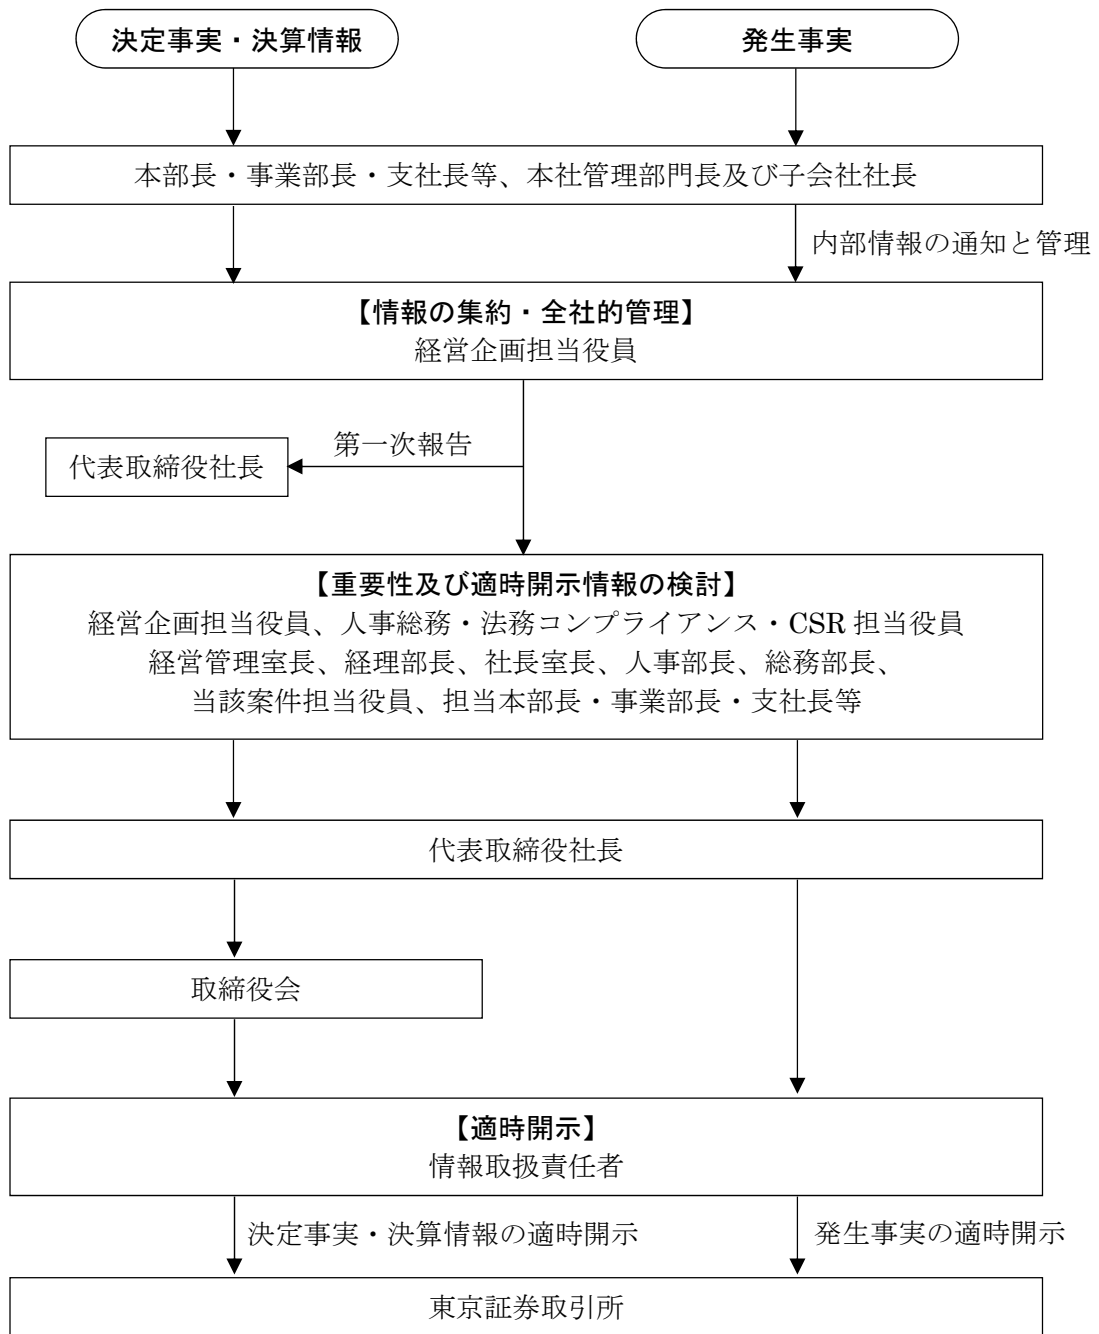 決定事実・決算情報
発生事実
本部長・事業部長・支社長等、本社管理部門長及び子会社社長
内部情報の通知と管理
【情報の集約・全社的管理】
経営企画担当役員
第一次報告
代表取締役社長
【重要性及び適時開示情報の検討】
経営企画担当役員、人事総務・法務コンプライアンス・CSR 担当役員
経営管理室長、経理部長、社長室長、人事部長、総務部長、
当該案件担当役員、担当本部長・事業部長・支社長等
代表取締役社長
取締役会
【適時開示】
情報取扱責任者
決定事実・決算情報の適時開示
発生事実の適時開示
東京証券取引所